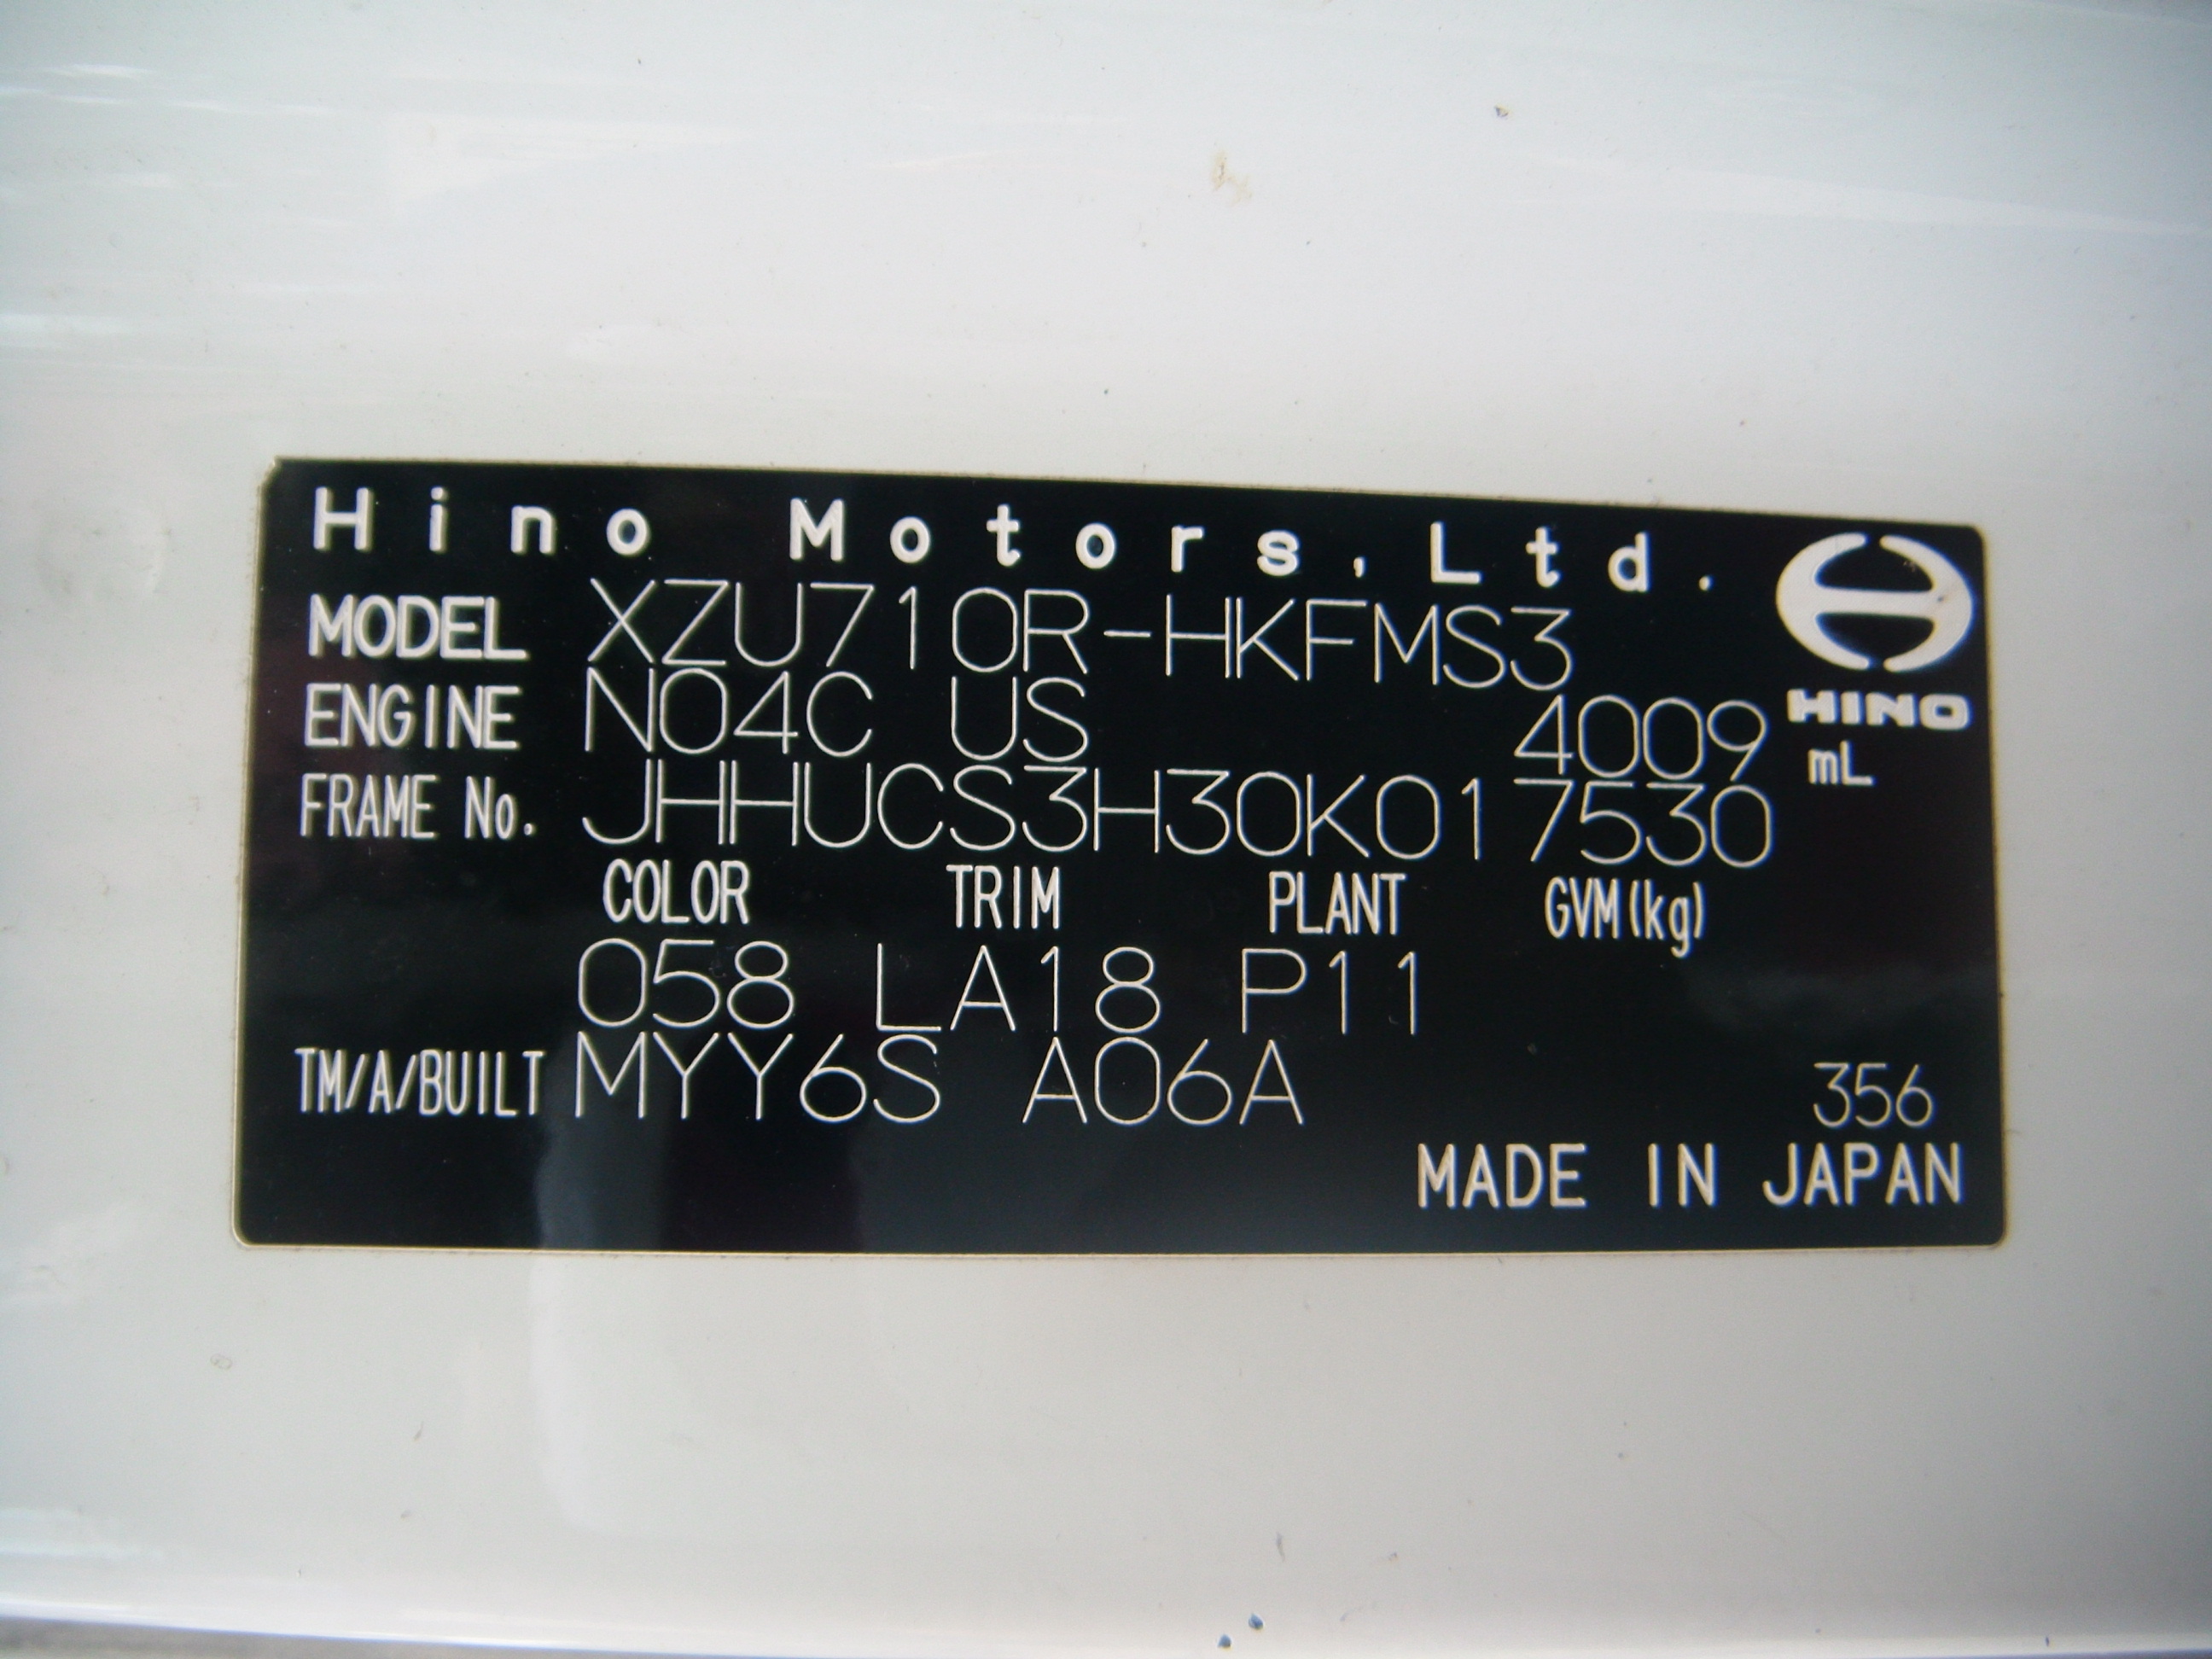 Hino Motors, Ltd.
MODEL XZU710R-HKFMS3
HINO
ENGINE N04C US 4009 mL
FRAME No. JHHUCS3H30K017530
COLOR TRIM PLANT GVM(kg)
058 LA18 P11
TM/A/BUILT MYY6S A06A 356
MADE IN JAPAN